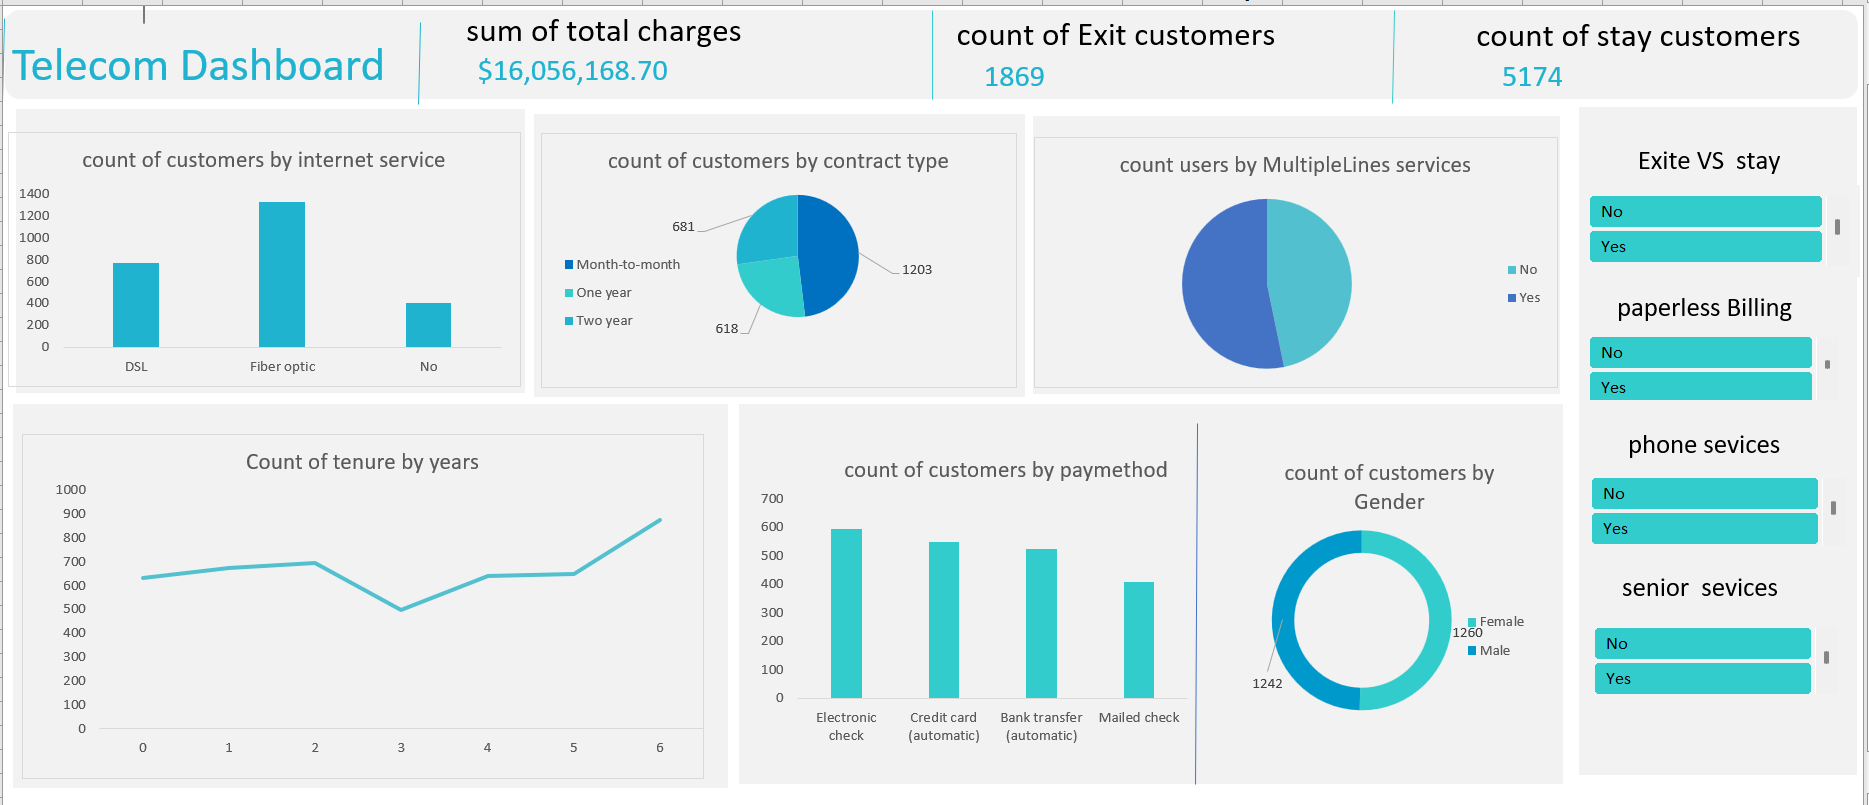 Telecom Dashboard
sum of total charges
$16,056,168.70
count of Exit customers
1869
count of stay customers
5174
count of customers by internet service
1400
1200
1000
800
600
400
200
0
DSL
Fiber optic
No
count of customers by contract type
681
1203
618
Month-to-month
One year
Two year
count users by MultipleLines services
No
Yes
Exite VS  stay
No
Yes
paperless Billing
No
Yes
phone sevices
No
Yes
senior  sevices
No
Yes
Count of tenure by years
1000
900
800
700
600
500
400
300
200
100
0
0
1
2
3
4
5
6
count of customers by paymethod
700
600
500
400
300
200
100
0
Electronic
check
Credit card
(automatic)
Bank transfer
(automatic)
Mailed check
count of customers by
Gender
1260
1242
Female
Male